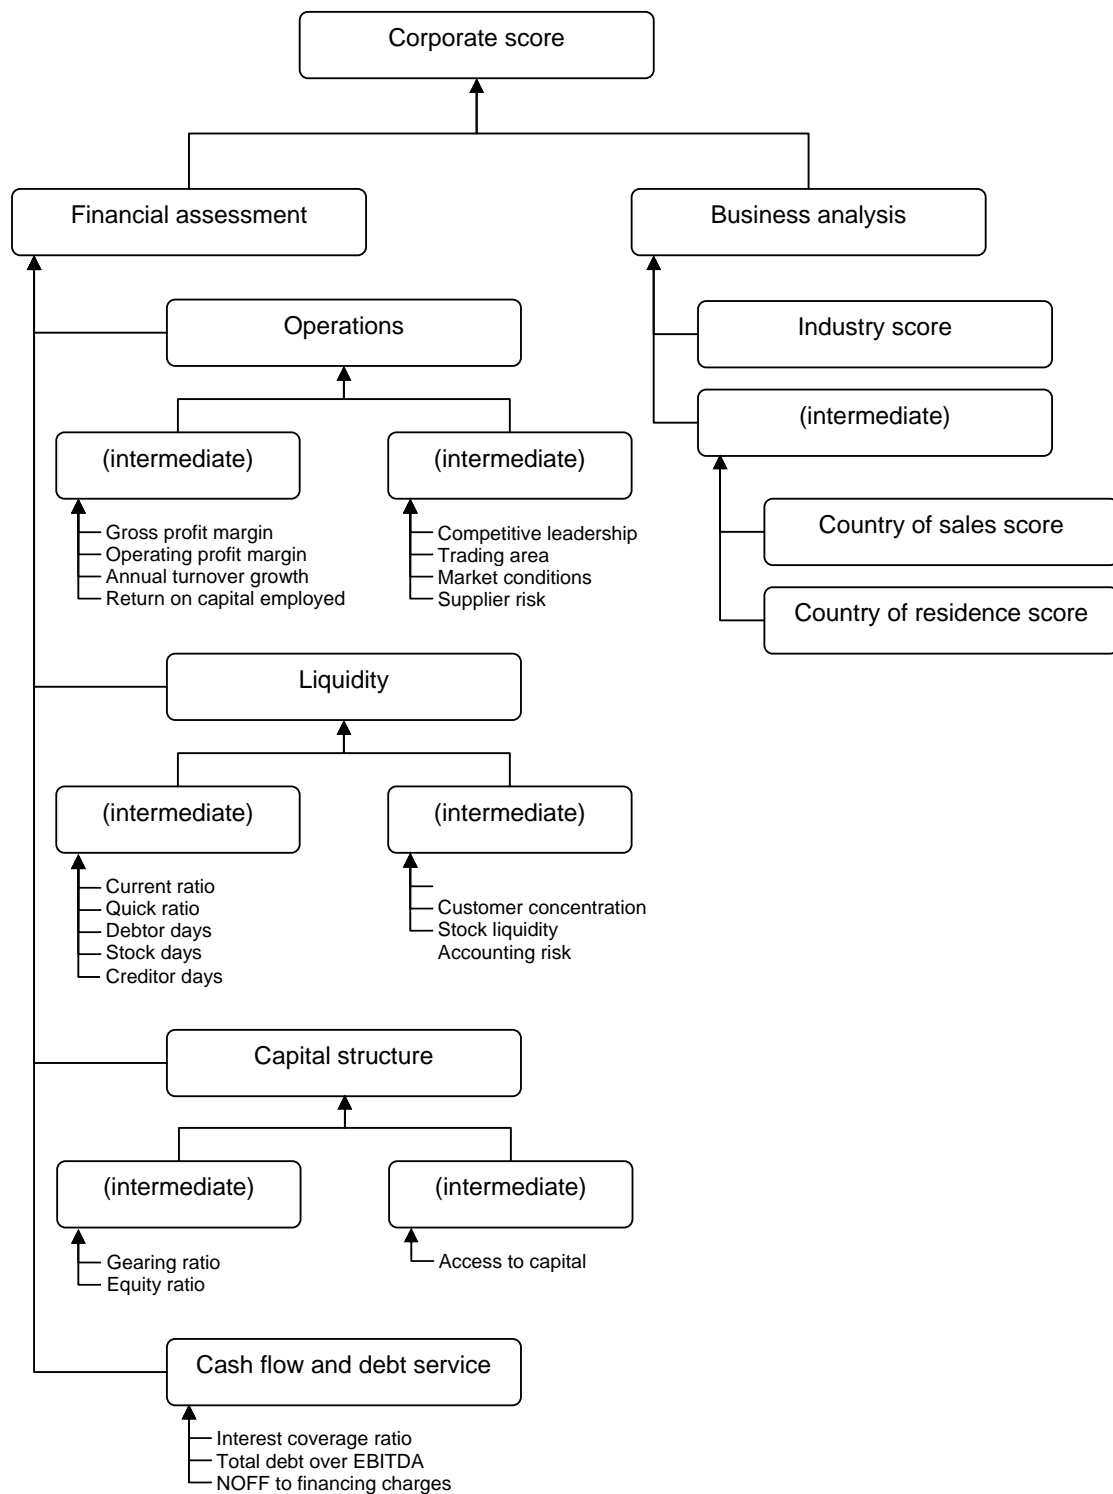 Corporate score
Financial assessment
Business analysis
Operations
Industry score
(intermediate)
(intermediate)
(intermediate)
Gross profit margin
Operating profit margin
Annual turnover growth
Return on capital employed
Competitive leadership
Trading area
Market conditions
Supplier risk
Country of sales score
Country of residence score
Liquidity
(intermediate)
(intermediate)
Current ratio
Quick ratio
Debtor days
Stock days
Creditor days
Customer concentration
Stock liquidity
Accounting risk
Capital structure
(intermediate)
(intermediate)
Gearing ratio
Equity ratio
Access to capital
Cash flow and debt service
Interest coverage ratio
Total debt over EBITDA
NOFF to financing charges